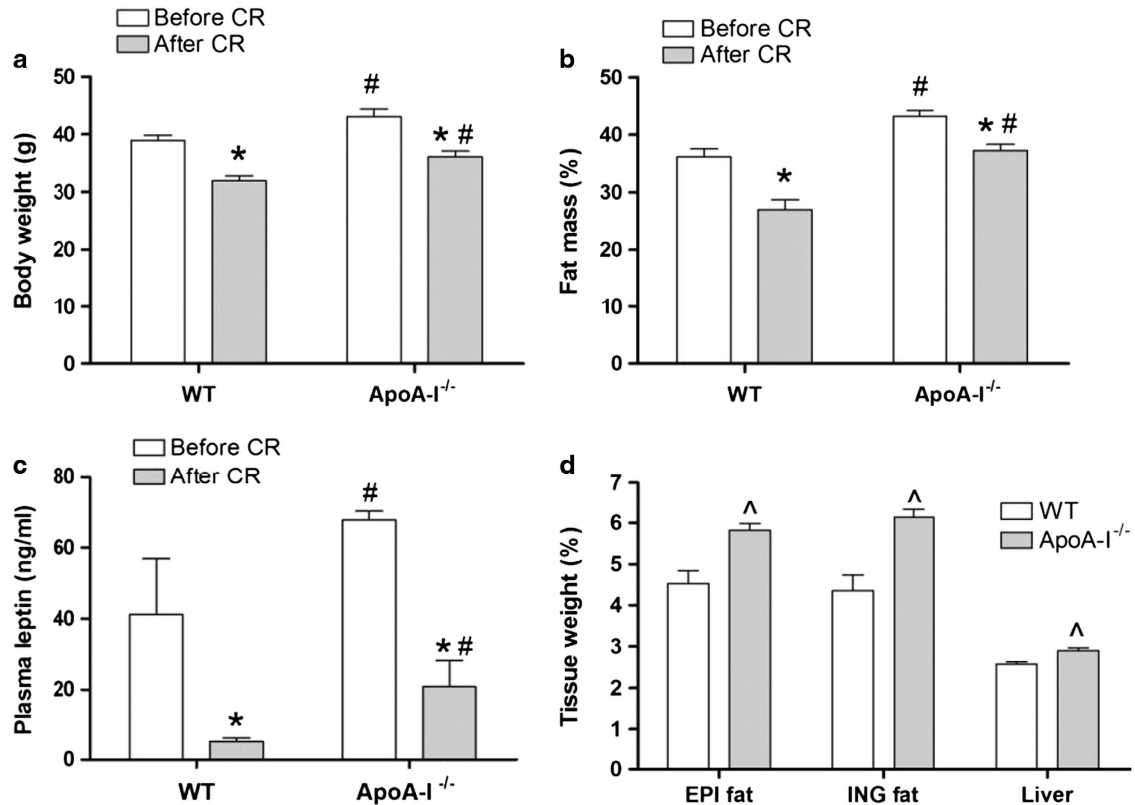 Before CR
After CR
a
50
40
30
20
10
0
Body weight (g)
#
*
* #
WT
ApoA-I-/-
Before CR
After CR
b
50
40
30
20
10
0
Fat mass (%)
#
*
* #
WT
ApoA-I-/-
Before CR
After CR
c
80
60
40
20
0
Plasma leptin (ng/ml)
#
*
* #
WT
ApoA-I-/-
d
7
6
5
4
3
2
1
0
Tissue weight (%)
^
^
^
WT
ApoA-I-/-
EPI fat
ING fat
Liver